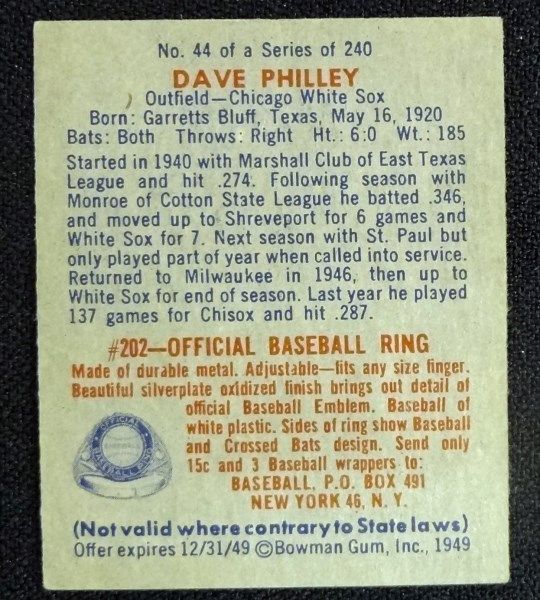 No. 44 of a Series of 240
DAVE PHILLEY
Outfield—Chicago White Sox
Born: Garretts Bluff, Texas, May 16, 1920
Bats: Both Throws: Right Ht.: 6:0 Wt.: 185
Started in 1940 with Marshall Club of East Texas
League and hit .274. Following season with
Monroe of Cotton State League he batted .346,
and moved up to Shreveport for 6 games and
White Sox for 7. Next season with St. Paul but
only played part of year when called into service.
Returned to Milwaukee in 1946, then up to
White Sox for end of season. Last year he played
137 games for Chisox and hit .287.
#202—OFFICIAL BASEBALL RING
Made of durable metal. Adjustable—fits any size finger.
Beautiful silverplate oxidized finish brings out detail of
official Baseball Emblem. Baseball of
white plastic. Sides of ring show Baseball
and Crossed Bats design. Send only
15c and 3 Baseball wrappers to:
BASEBALL, P.O. BOX 491
NEW YORK 46, N. Y.
OFFICIAL
BASEBALL RING
(Not valid where contrary to State laws)
Offer expires 12/31/49 ©Bowman Gum, Inc., 1949